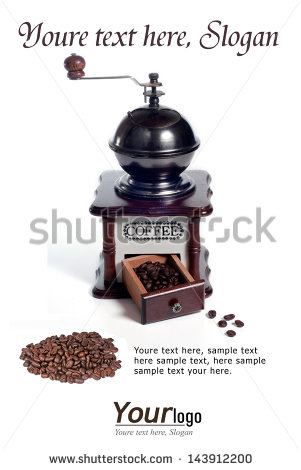 Youre text here, Slogan
shutterstock
COFFEE
Youre text here, sample text
here sample text, here sample
sample text your here.
Yourlogo
Youre text here, Slogan
www.shutterstock.com · 143912200